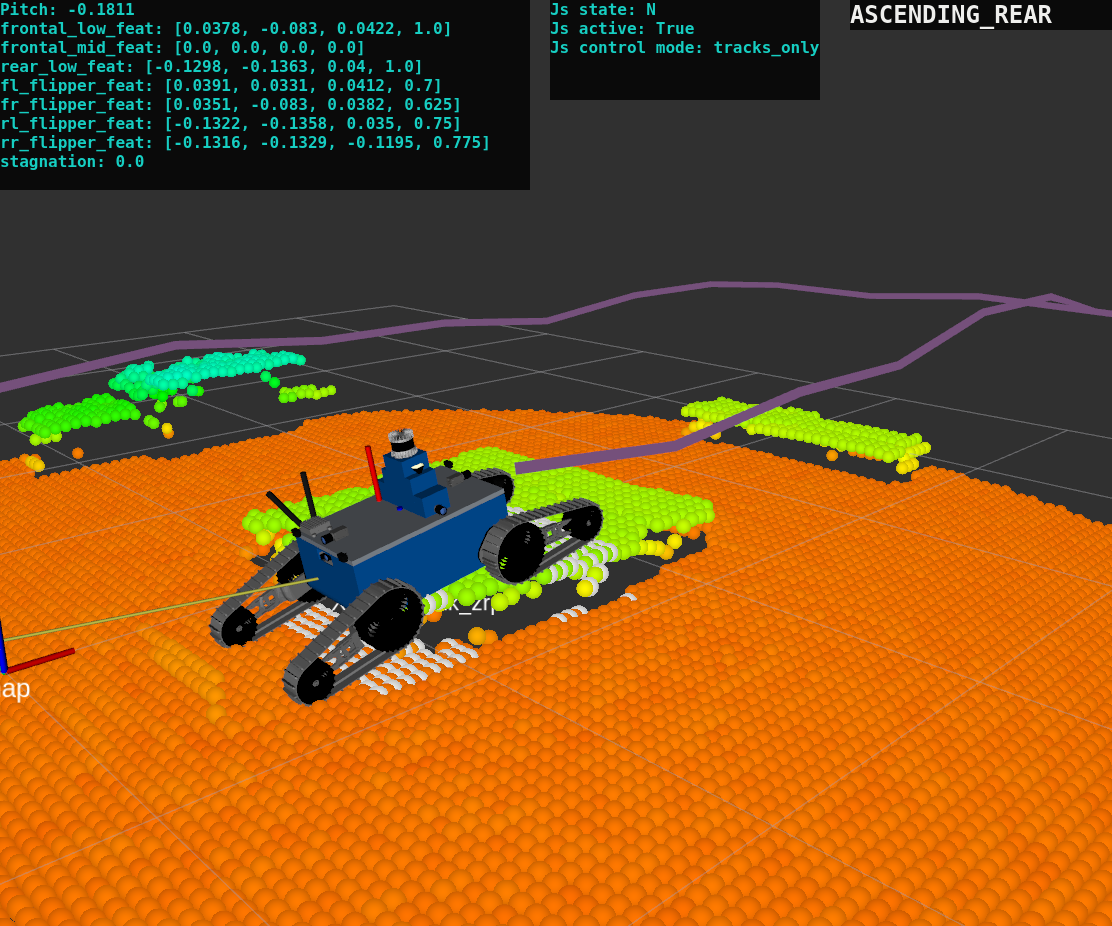 Pitch: -0.1811
frontal_low_feat: [0.0378, -0.083, 0.0422, 1.0]
frontal_mid_feat: [0.0, 0.0, 0.0, 0.0]
rear_low_feat: [-0.1298, -0.1363, 0.04, 1.0]
fl_flipper_feat: [0.0391, 0.0331, 0.0412, 0.7]
fr_flipper_feat: [0.0351, -0.083, 0.0382, 0.625]
rl_flipper_feat: [-0.1322, -0.1358, 0.035, 0.75]
rr_flipper_feat: [-0.1316, -0.1329, -0.1195, 0.775]
stagnation: 0.0
Js state: N
Js active: True
Js control mode: tracks_only
ASCENDING_REAR
ap